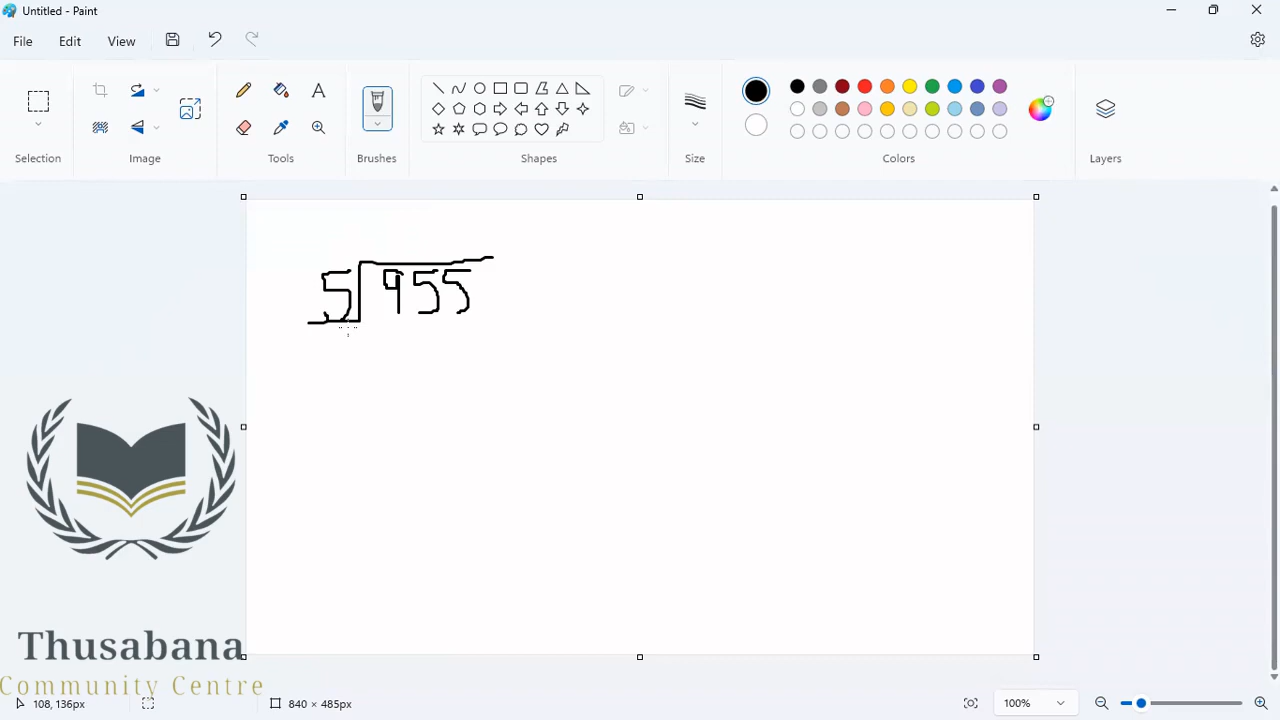 Untitled - Paint
File Edit View
Selection Image Tools Brushes Shapes Size Colors Layers
5 955
Thusabana
Community Centre
108, 136px 840 × 485px 100%